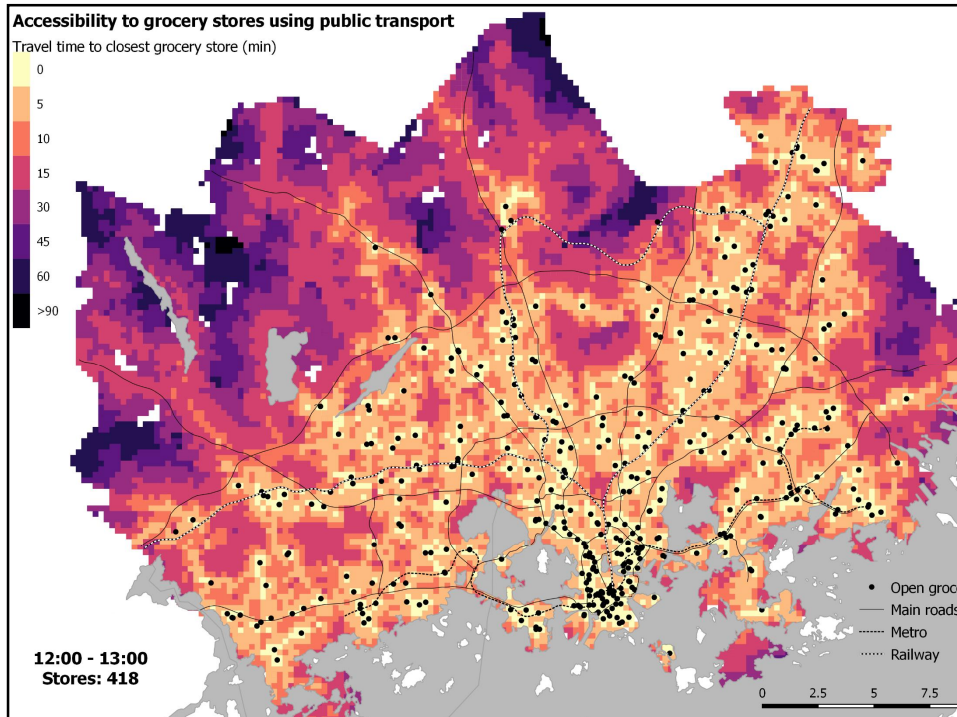 Accessibility to grocery stores using public transport
Travel time to closest grocery store (min)
0
5
10
15
30
45
60
>90
12:00 - 13:00
Stores: 418
Open groce
Main roads
Metro
Railway
0 2.5 5 7.5